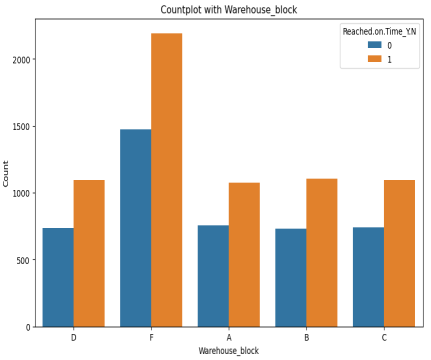 Countplot with Warehouse_block
Reached.on.Time_Y.N
0
1
2000
1500
1000
500
0
Count
D F A B C
Warehouse_block